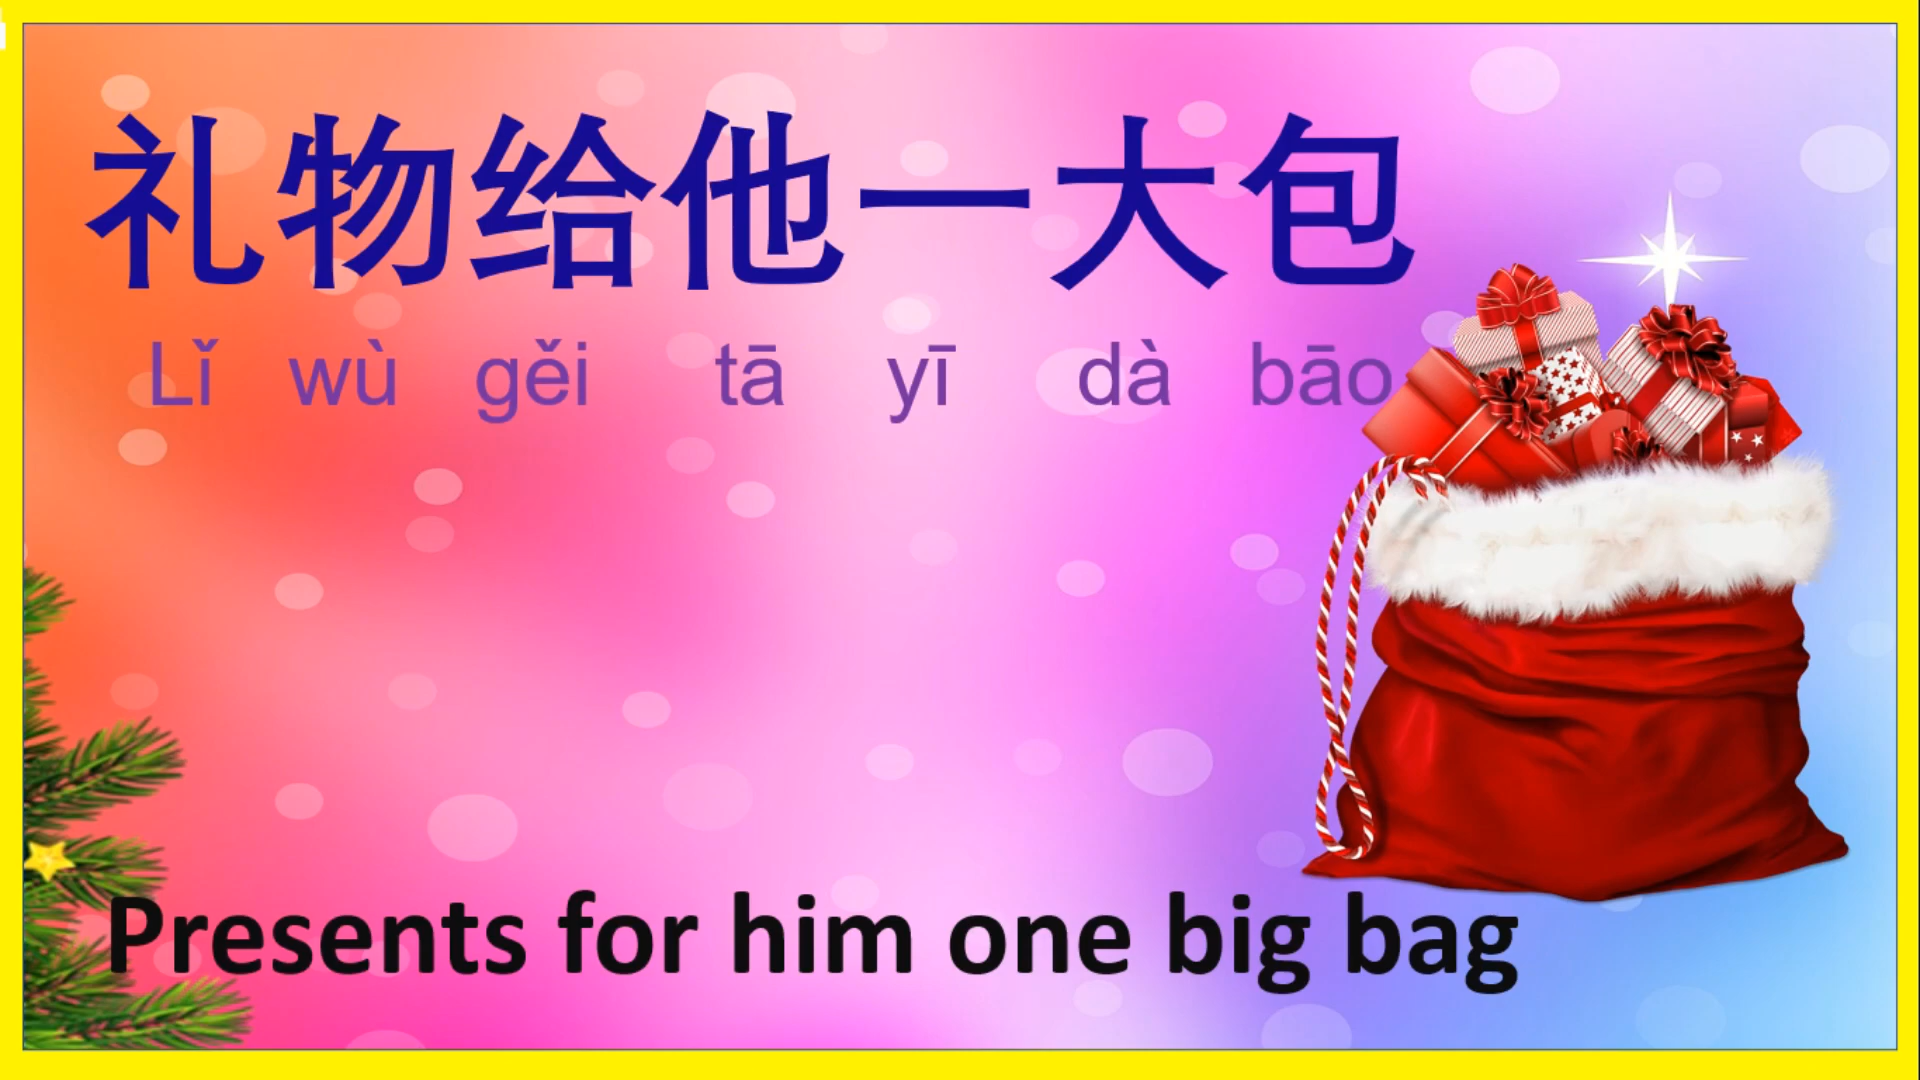 礼物给他一大包
Lǐ wù gěi tā yī dà bāo
Presents for him one big bag